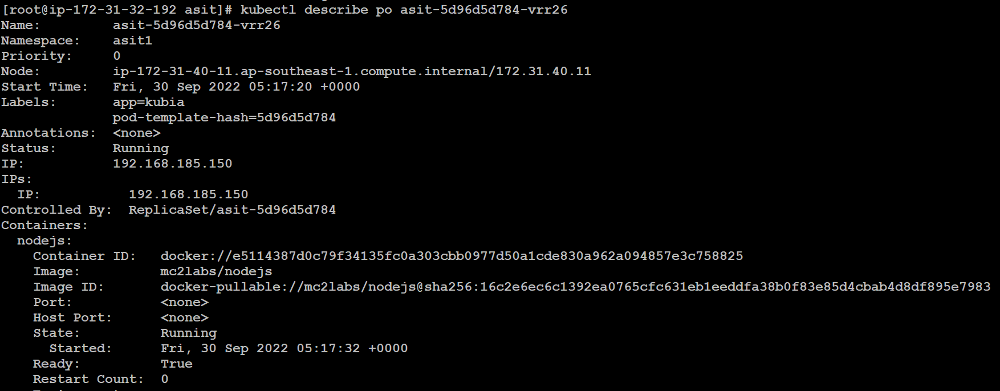 [root@ip-172-31-32-192 asit]# kubectl describe po asit-5d96d5d784-vrr26
Name:         asit-5d96d5d784-vrr26
Namespace:    asit1
Priority:     0
Node:         ip-172-31-40-11.ap-southeast-1.compute.internal/172.31.40.11
Start Time:   Fri, 30 Sep 2022 05:17:20 +0000
Labels:       app=kubia
              pod-template-hash=5d96d5d784
Annotations:  <none>
Status:       Running
IP:           192.168.185.150
IPs:
  IP:           192.168.185.150
Controlled By:  ReplicaSet/asit-5d96d5d784
Containers:
  nodejs:
    Container ID:   docker://e5114387d0c79f34135fc0a303cbb0977d50a1cde830a962a094857e3c758825
    Image:          mc2labs/nodejs
    Image ID:       docker-pullable://mc2labs/nodejs@sha256:16c2e6ec6c1392ea0765cfc631eb1eeddfa38b0f83e85d4cbab4d8df895e7983
    Port:           <none>
    Host Port:      <none>
    State:          Running
      Started:      Fri, 30 Sep 2022 05:17:32 +0000
    Ready:          True
    Restart Count:  0